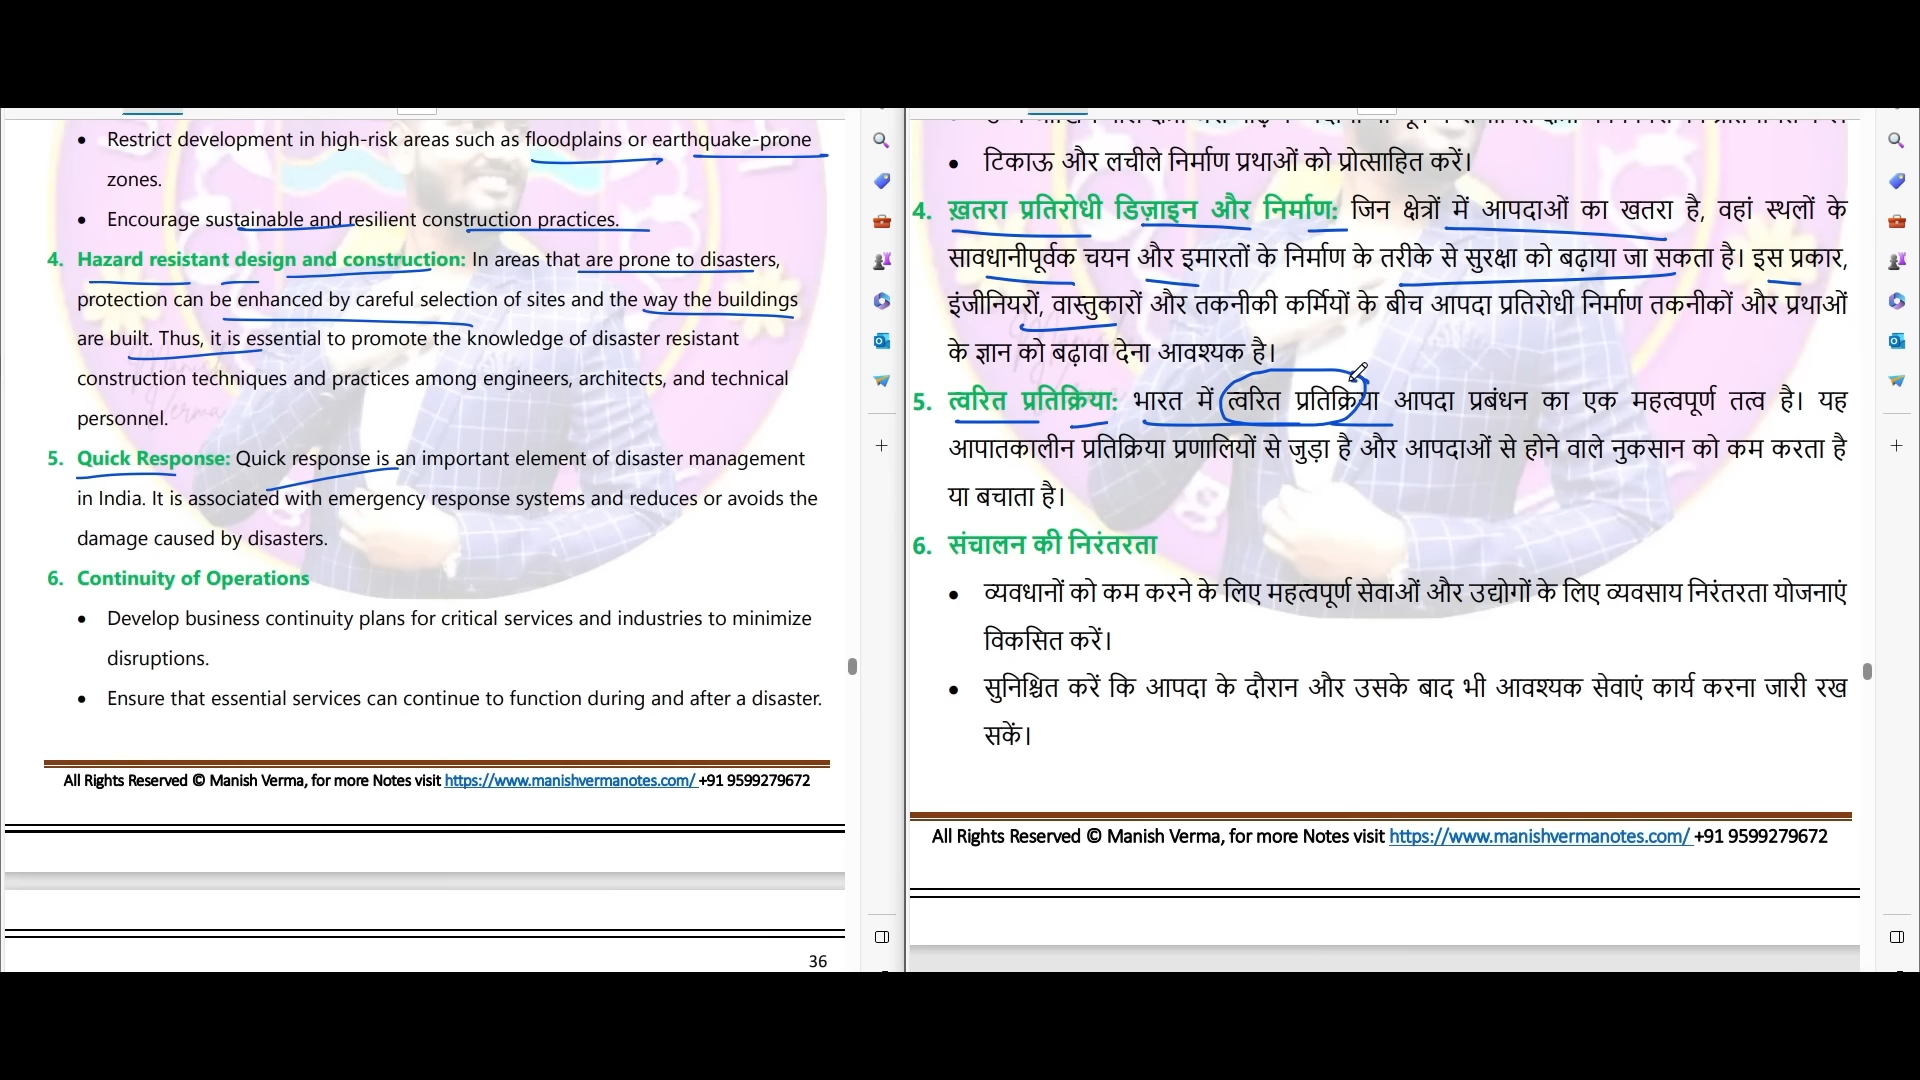 • Restrict development in high-risk areas such as floodplains or earthquake-prone
zones.
• Encourage sustainable and resilient construction practices.
4. Hazard resistant design and construction: In areas that are prone to disasters,
protection can be enhanced by careful selection of sites and the way the buildings
are built. Thus, it is essential to promote the knowledge of disaster resistant
construction techniques and practices among engineers, architects, and technical
personnel.
5. Quick Response: Quick response is an important element of disaster management
in India. It is associated with emergency response systems and reduces or avoids the
damage caused by disasters.
6. Continuity of Operations
• Develop business continuity plans for critical services and industries to minimize
disruptions.
• Ensure that essential services can continue to function during and after a disaster.
All Rights Reserved © Manish Verma, for more Notes visit https://www.manishvermanotes.com/ +91 9599279672
36
• टिकाऊ और लचीले निर्माण प्रथाओं को प्रोत्साहित करें।
4. ख़तरा प्रतिरोधी डिज़ाइन और निर्माण: जिन क्षेत्रों में आपदाओं का खतरा है, वहां स्थलों के
सावधानीपूर्वक चयन और इमारतों के निर्माण के तरीके से सुरक्षा को बढ़ाया जा सकता है। इस प्रकार,
इंजीनियरों, वास्तुकारों और तकनीकी कर्मियों के बीच आपदा प्रतिरोधी निर्माण तकनीकों और प्रथाओं
के ज्ञान को बढ़ावा देना आवश्यक है।
5. त्वरित प्रतिक्रिया: भारत में त्वरित प्रतिक्रिया आपदा प्रबंधन का एक महत्वपूर्ण तत्व है। यह
आपातकालीन प्रतिक्रिया प्रणालियों से जुड़ा है और आपदाओं से होने वाले नुकसान को कम करता है
या बचाता है।
6. संचालन की निरंतरता
• व्यवधानों को कम करने के लिए महत्वपूर्ण सेवाओं और उद्योगों के लिए व्यवसाय निरंतरता योजनाएं
विकसित करें।
• सुनिश्चित करें कि आपदा के दौरान और उसके बाद भी आवश्यक सेवाएं कार्य करना जारी रख
सकें।
All Rights Reserved © Manish Verma, for more Notes visit https://www.manishvermanotes.com/ +91 9599279672